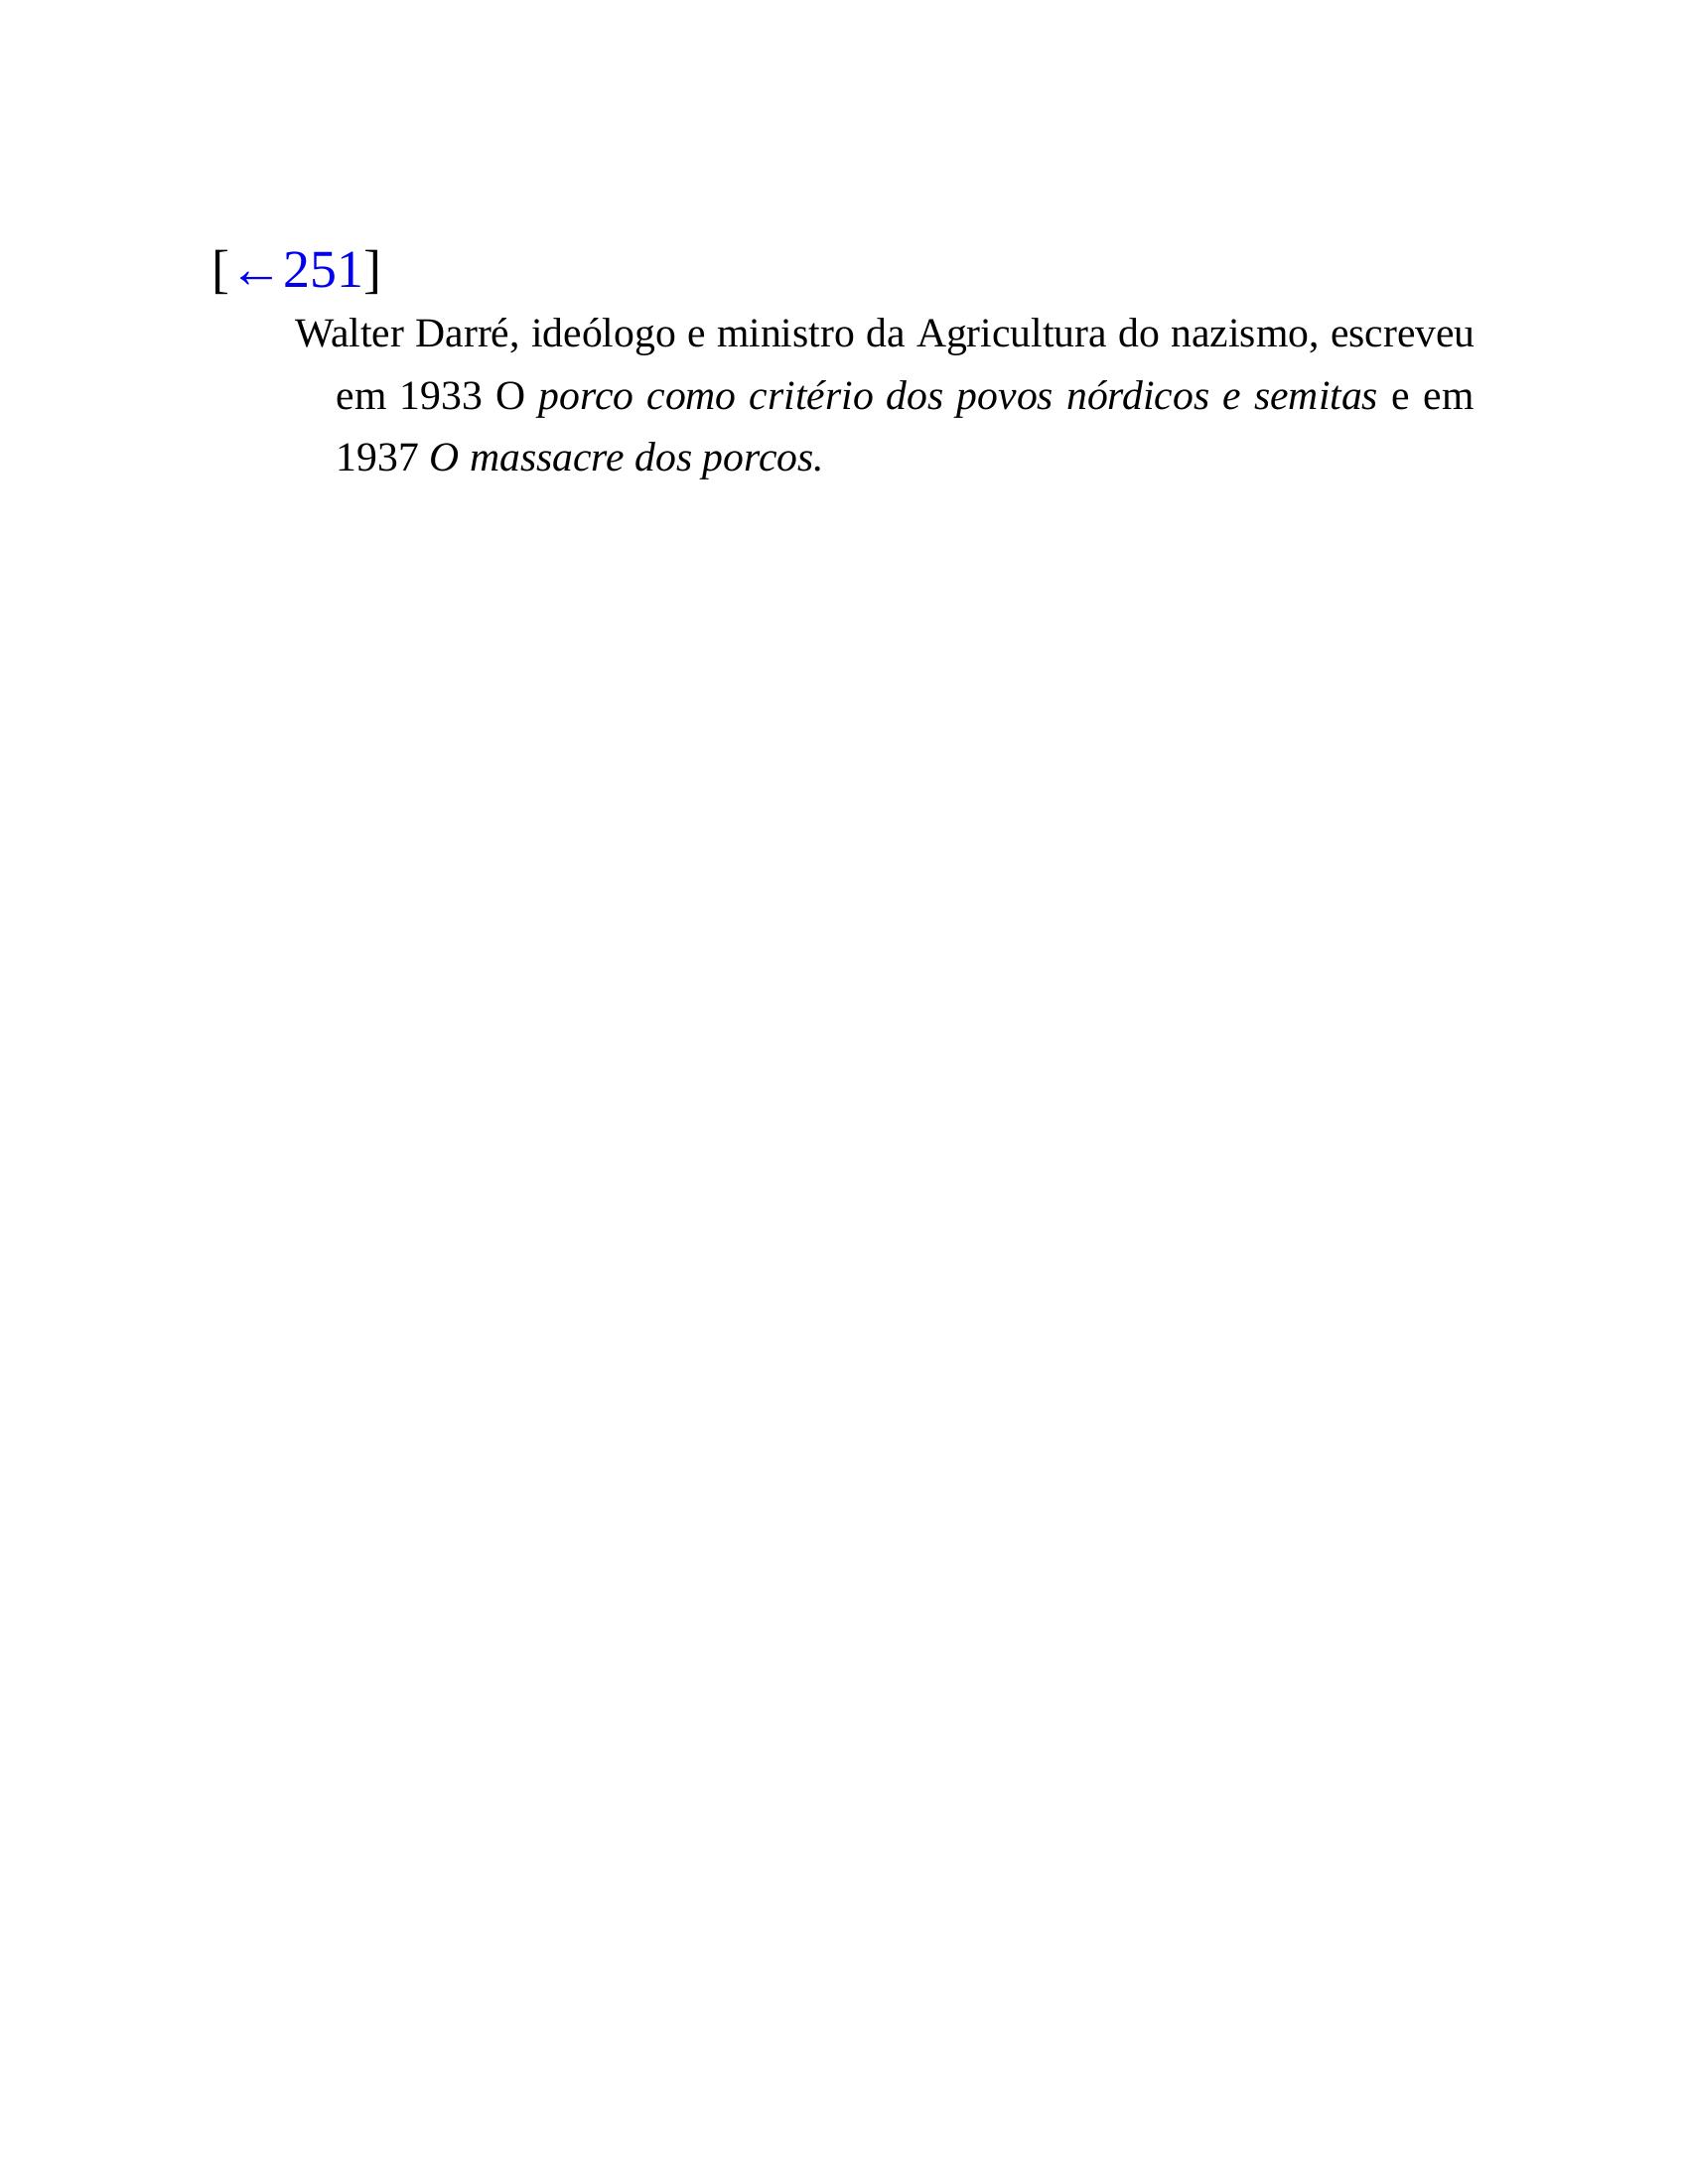 [←251]
Walter Darré, ideólogo e ministro da Agricultura do nazismo, escreveu
em 1933 O porco como critério dos povos nórdicos e semitas e em
1937 O massacre dos porcos.